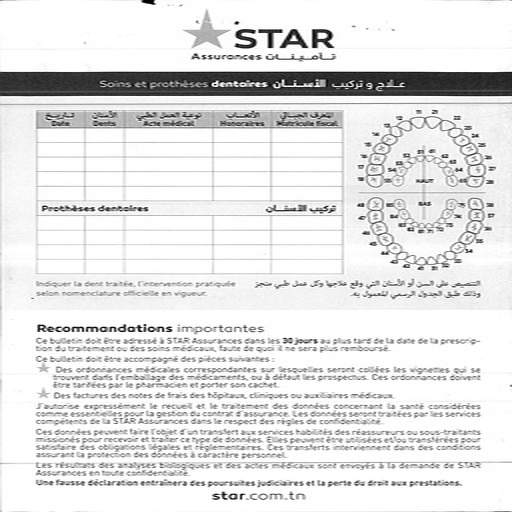 STAR
Assurances تـأميـنـات
Soins et prothèses dentaires عـلاج و تركيب الأسـنـان
تـاريـخ الأسنان نوعية العمل الطبي الأتعـاب المعرف الجبائي
Date Dents Acte médical Honoraires Matricule fiscal
Prothèses dentaires تركيب الأسـنـان
HAUT
BAS
Indiquer la dent traitée, l'intervention pratiquée
selon nomenclature officielle en vigueur.
التنصيص على السن أو الأسنان التي وقع علاجها وكل عمل طبي منجز
وذلك طبق الجدول الرسمي المعمول به.
Recommandations importantes
Ce bulletin doit être adressé à STAR Assurances dans les 30 jours au plus tard de la date de la prescrip-
tion du traitement ou des soins médicaux, faute de quoi il ne sera plus remboursé.
Ce bulletin doit être accompagné des pièces suivantes :
Des ordonnances médicales correspondantes sur lesquelles seront collées les vignettes qui se
trouvent dans l'emballage des médicaments, ou à défaut les prospectus. Ces ordonnances doivent
être tarifées par le pharmacien et porter son cachet.
Des factures des notes de frais des hôpitaux, cliniques ou auxiliaires médicaux.
J'autorise expressément le recueil et le traitement des données concernant la santé considérées
comme essentielles pour la gestion du contrat d'assurance. Les données seront traitées par les services
compétents de la STAR Assurances dans le respect des règles de confidentialité.
Ces données peuvent faire l'objet d'un transfert aux services habilités des réassureurs ou sous-traitants
missionnés pour recevoir et traiter ce type de données. Elles peuvent être utilisées et/ou transférées pour
satisfaire des obligations légales et réglementaires. Ces transferts interviennent dans des conditions
assurant la protection des données à caractère personnel.
Les résultats des analyses biologiques et des actes médicaux sont envoyés à la demande de STAR
Assurances en toute confidentialité.
Une fausse déclaration entraînera des poursuites judiciaires et la perte du droit aux prestations.
star.com.tn